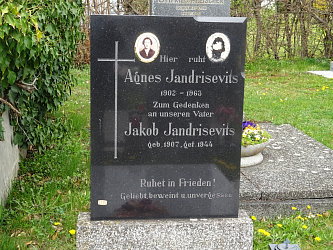 Hier ruht
Agnes Jandrisevits
1902 – 1963
Zum Gedenken
an unseren Vater
Jakob Jandrisevits
geb. 1907, gef. 1944
Ruhet in Frieden!
Geliebt, beweint u. unvergessen